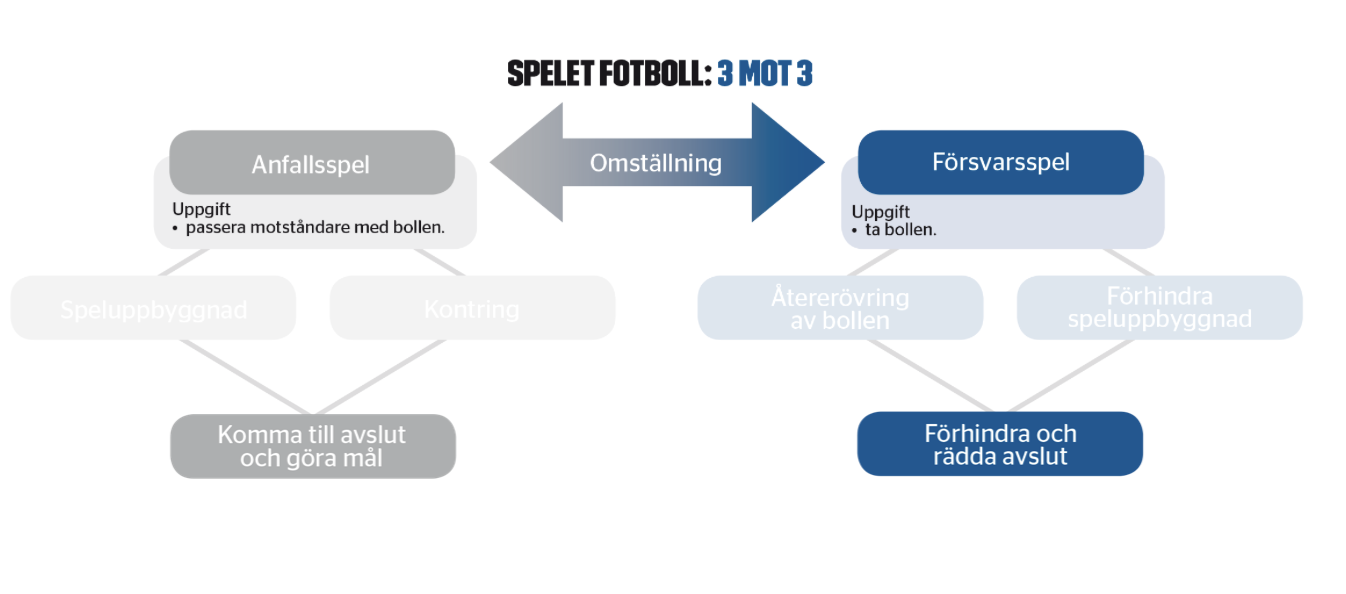 SPELET FOTBOLL: 3 MOT 3
Anfallsspel
Uppgift
• passera motståndare med bollen.
Omställning
Försvarsspel
Uppgift
• ta bollen.
Speluppbyggnad
Kontring
Återerövring
av bollen
Förhindra
speluppbyggnad
Komma till avslut
och göra mål
Förhindra och
rädda avslut